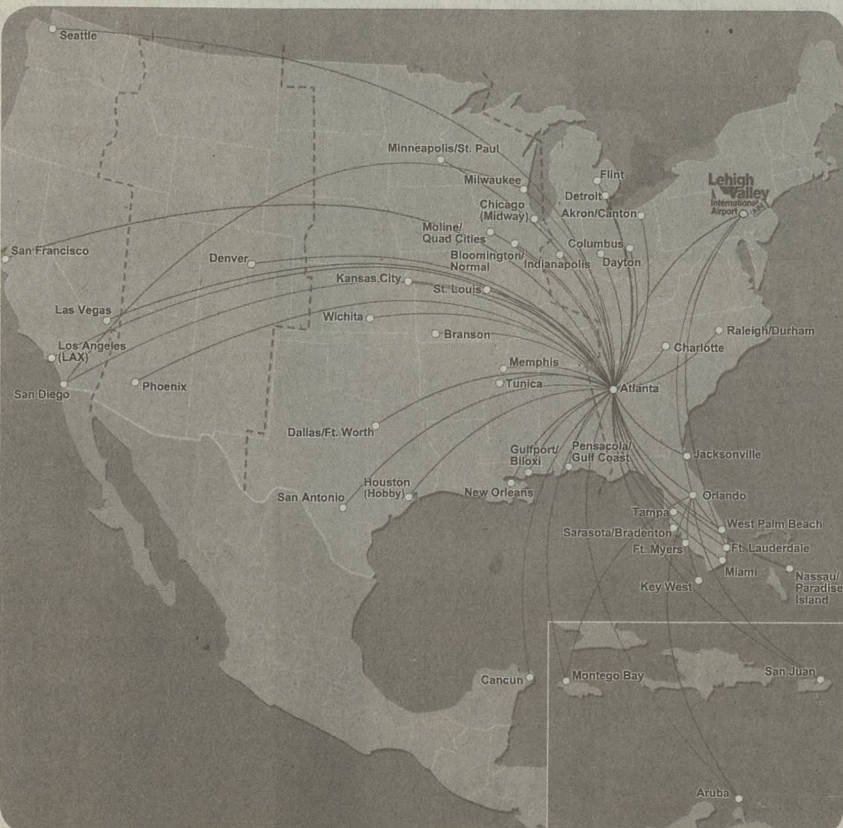 Seattle
Minneapolis/St. Paul
Flint
Milwaukee
Detroit
Lehigh
Valley
International
Airport
Chicago
(Midway)
Akron/Canton
Moline/
Quad Cities
Columbus
San Francisco
Denver
Bloomington/
Normal
Indianapolis
Dayton
Kansas City
St. Louis
Las Vegas
Wichita
Raleigh/Durham
Branson
Los Angeles
(LAX)
Charlotte
Memphis
San Diego
Phoenix
Tunica
Atlanta
Dallas/Ft. Worth
Gulfport/
Biloxi
Pensacola/
Gulf Coast
Jacksonville
Houston
(Hobby)
San Antonio
New Orleans
Orlando
Tampa
West Palm Beach
Sarasota/Bradenton
Ft. Myers
Ft. Lauderdale
Miami
Key West
Nassau/
Paradise
Island
Cancun
Montego Bay
San Juan
Aruba